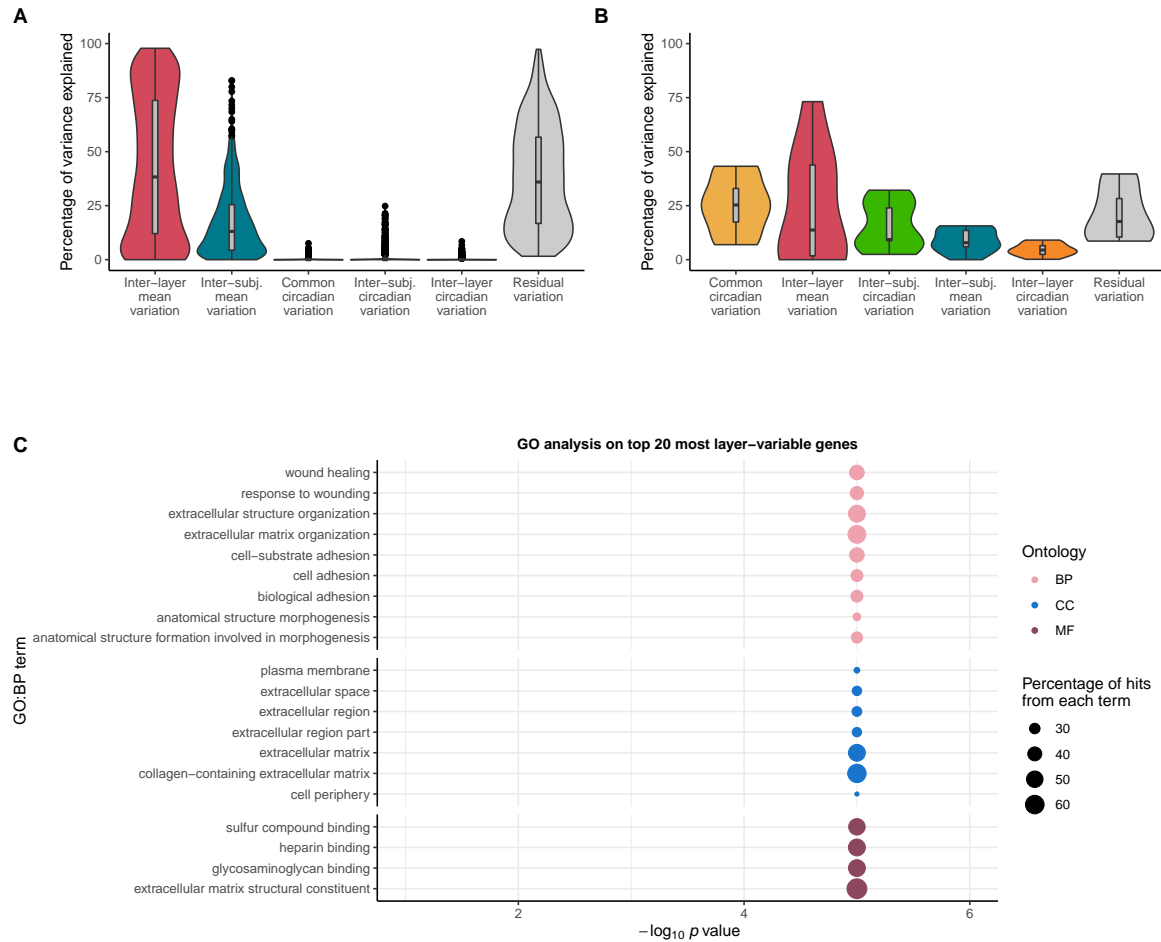 A
Percentage of variance explained
100
75
50
25
0
Inter−layer
mean
variation
Inter−subj.
mean
variation
Common
circadian
variation
Inter−subj.
circadian
variation
Inter−layer
circadian
variation
Residual
variation
B
Percentage of variance explained
100
75
50
25
0
Common
circadian
variation
Inter−layer
mean
variation
Inter−subj.
circadian
variation
Inter−subj.
mean
variation
Inter−layer
circadian
variation
Residual
variation
C
GO analysis on top 20 most layer−variable genes
GO:BP term
wound healing
response to wounding
extracellular structure organization
extracellular matrix organization
cell−substrate adhesion
cell adhesion
biological adhesion
anatomical structure morphogenesis
anatomical structure formation involved in morphogenesis
plasma membrane
extracellular space
extracellular region
extracellular region part
extracellular matrix
collagen−containing extracellular matrix
cell periphery
sulfur compound binding
heparin binding
glycosaminoglycan binding
extracellular matrix structural constituent
2 4 6
−log₁₀ p value
Ontology
BP
CC
MF
Percentage of hits
from each term
30
40
50
60